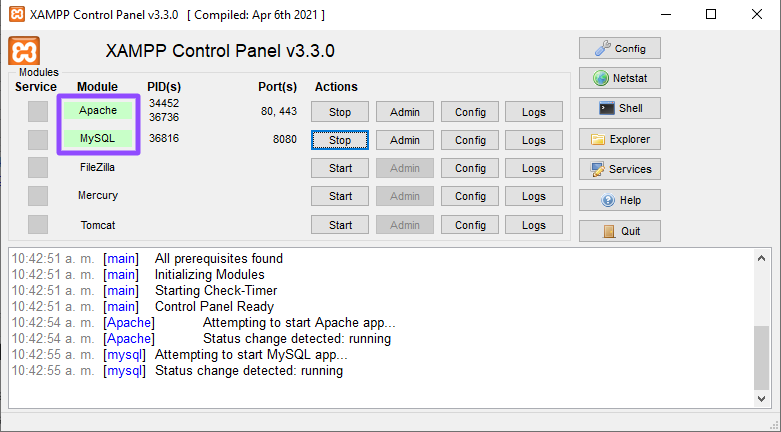 XAMPP Control Panel v3.3.0 [ Compiled: Apr 6th 2021 ]
XAMPP Control Panel v3.3.0
Config
Modules
Service Module PID(s) Port(s) Actions
Netstat
Apache 34452 36736 80, 443 Stop Admin Config Logs
Shell
MySQL 36816 8080 Stop Admin Config Logs
Explorer
FileZilla Start Admin Config Logs
Services
Mercury Start Admin Config Logs
Help
Tomcat Start Admin Config Logs
Quit
10:42:51 a. m. [main] All prerequisites found
10:42:51 a. m. [main] Initializing Modules
10:42:51 a. m. [main] Starting Check-Timer
10:42:51 a. m. [main] Control Panel Ready
10:42:54 a. m. [Apache] Attempting to start Apache app...
10:42:54 a. m. [Apache] Status change detected: running
10:42:55 a. m. [mysql] Attempting to start MySQL app...
10:42:55 a. m. [mysql] Status change detected: running